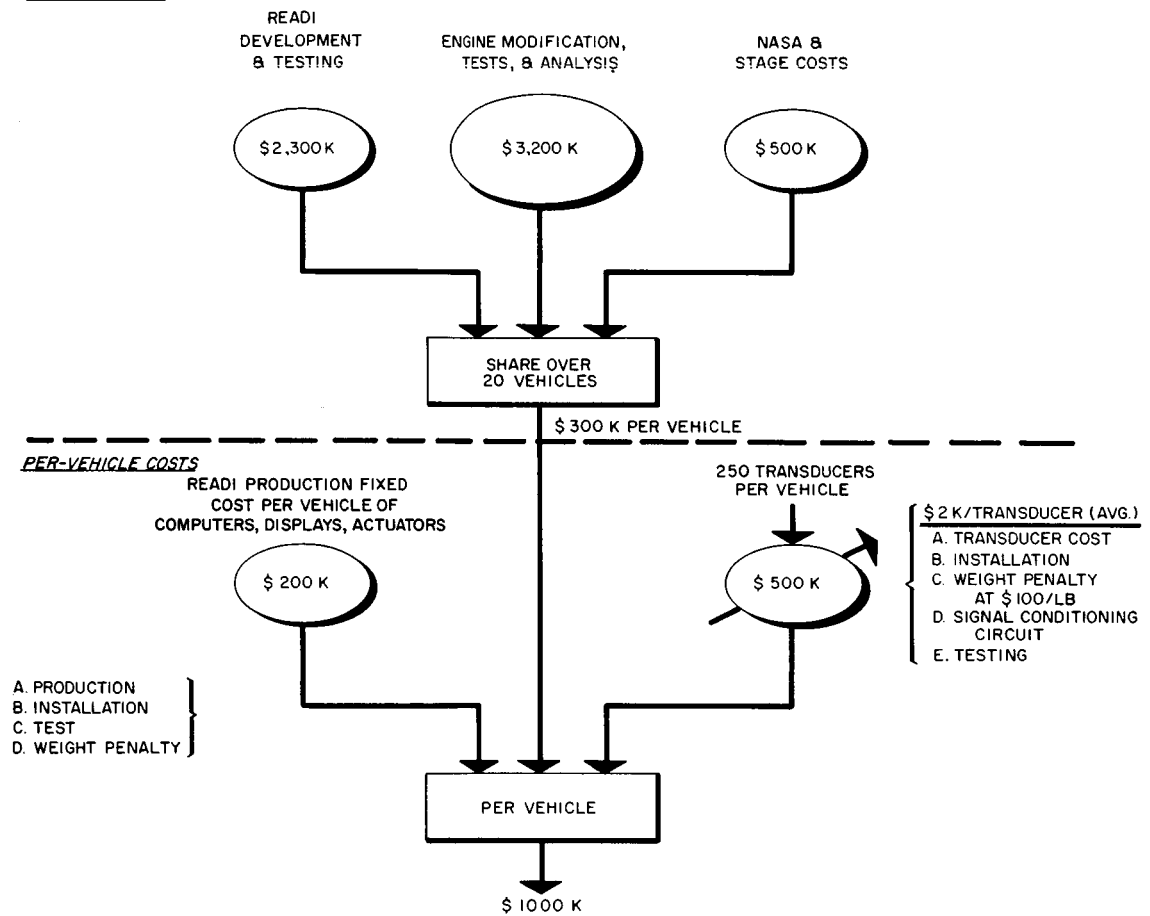 READI
DEVELOPMENT
& TESTING
ENGINE MODIFICATION,
TESTS, & ANALYSIS
NASA &
STAGE COSTS
$2,300 K
$3,200 K
$500K
SHARE OVER
20 VEHICLES
$300 K PER VEHICLE
PER-VEHICLE COSTS
READI PRODUCTION FIXED
COST PER VEHICLE OF
COMPUTERS, DISPLAYS, ACTUATORS
250 TRANSDUCERS
PER VEHICLE
$ 200 K
$ 500 K
$2 K/TRANSDUCER (AVG.)
A. TRANSDUCER COST
B. INSTALLATION
C. WEIGHT PENALTY
AT $100/LB
D. SIGNAL CONDITIONING
CIRCUIT
E. TESTING
A. PRODUCTION
B. INSTALLATION
C. TEST
D. WEIGHT PENALTY
PER VEHICLE
$ 1000 K